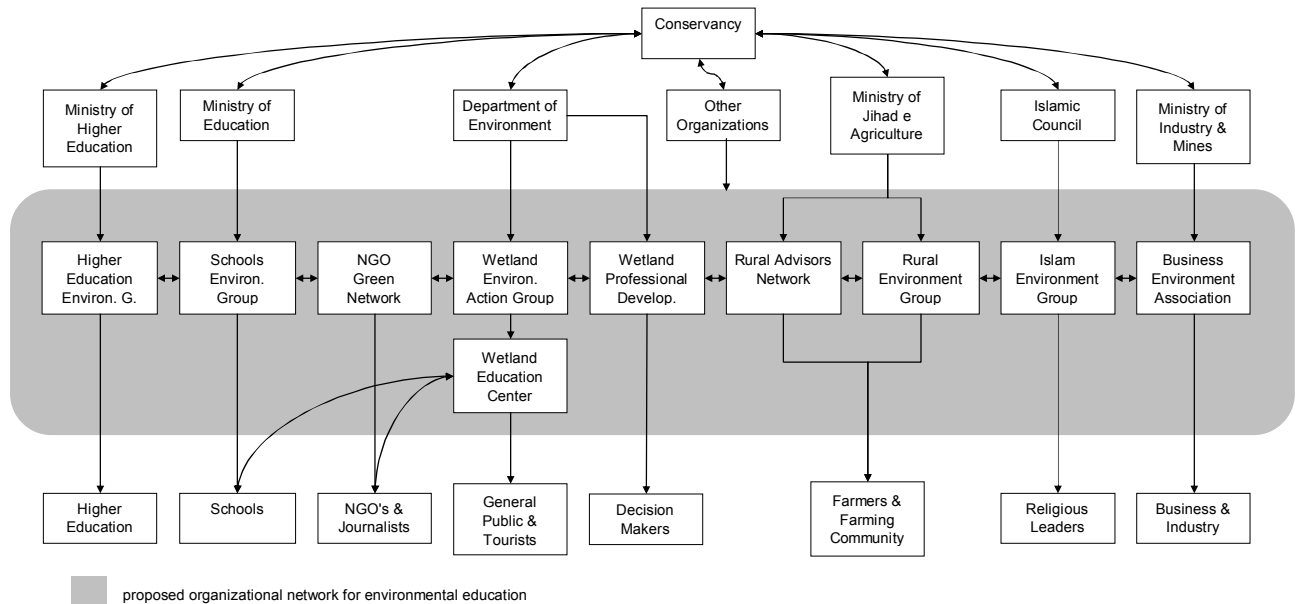 Conservancy
Ministry of
Higher
Education
Ministry of
Education
Department of
Environment
Other
Organizations
Ministry of
Jihad e
Agriculture
Islamic
Council
Ministry of
Industry &
Mines
Higher
Education
Environ. G.
Schools
Environ.
Group
NGO
Green
Network
Wetland
Environ.
Action Group
Wetland
Professional
Develop.
Rural Advisors
Network
Rural
Environment
Group
Islam
Environment
Group
Business
Environment
Association
Wetland
Education
Center
Higher
Education
Schools
NGO's &
Journalists
General
Public &
Tourists
Decision
Makers
Farmers &
Farming
Community
Religious
Leaders
Business &
Industry
proposed organizational network for environmental education